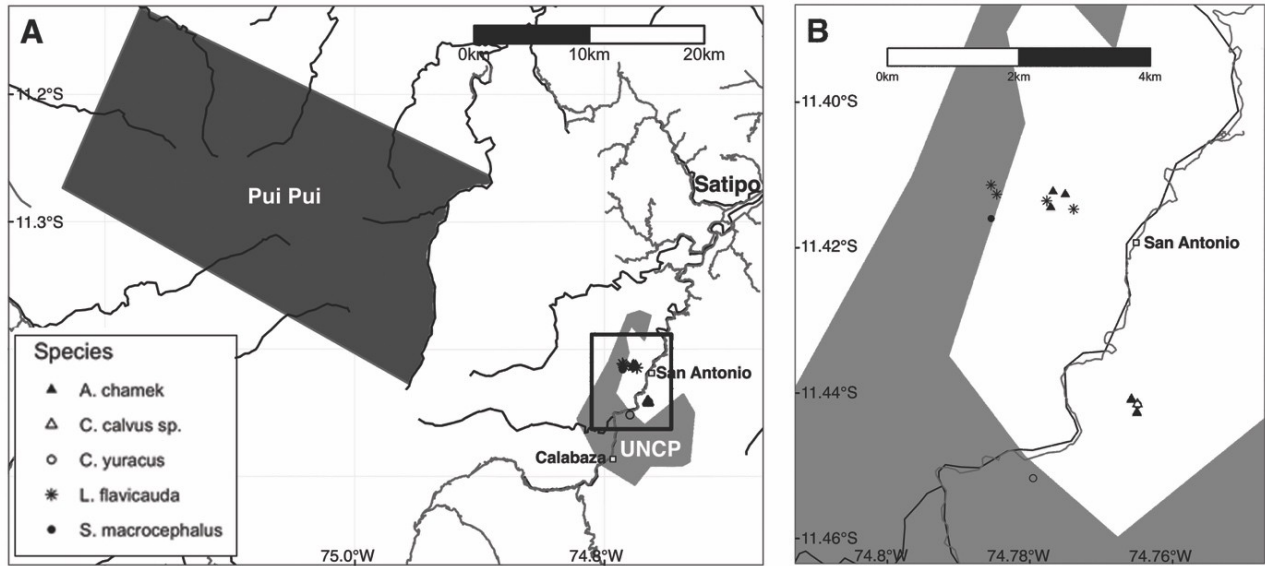 A
0km
10km
20km
11.2°S
Pui Pui
Satipo
11.3°S
Species
A. chamek
C. calvus sp.
C. yuracus
L. flavicauda
S. macrocephalus
San Antonio
UNCP
Calabaza
75.0°W
74.8°W
B
0km
2km
4km
-11.40°S
San Antonio
-11.42°S
-11.44°S
-11.46°S
74.8°W
74.78°W
74.76°W